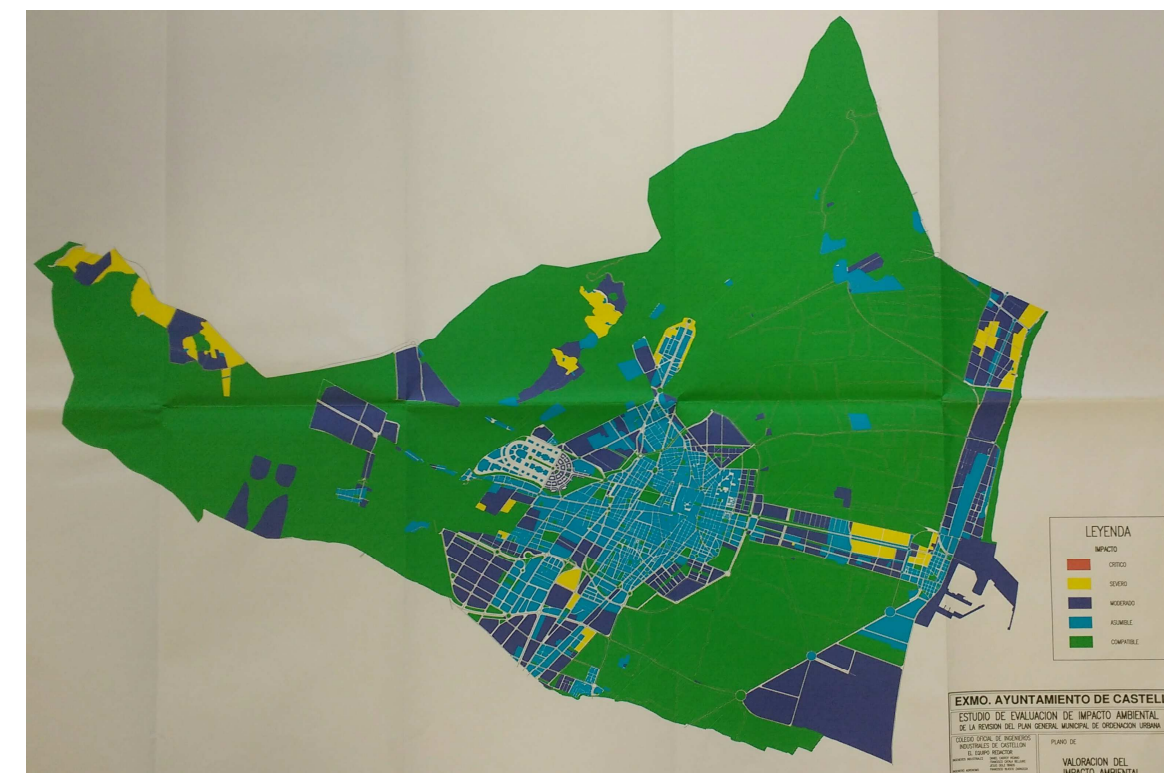 LEYENDA
IMPACTO
CRITICO
SEVERO
MODERADO
ASUMIBLE
COMPATIBLE
EXMO. AYUNTAMIENTO DE CASTELL
ESTUDIO DE EVALUACION DE IMPACTO AMBIENTAL
DE LA REVISION DEL PLAN GENERAL MUNICIPAL DE ORDENACION URBANA
COLEGIO OFICIAL DE INGENIEROS
INDUSTRIALES DE CASTELLON
EL EQUIPO REDACTOR
PLANO DE
VALORACION DEL
IMPACTO AMBIENTAL